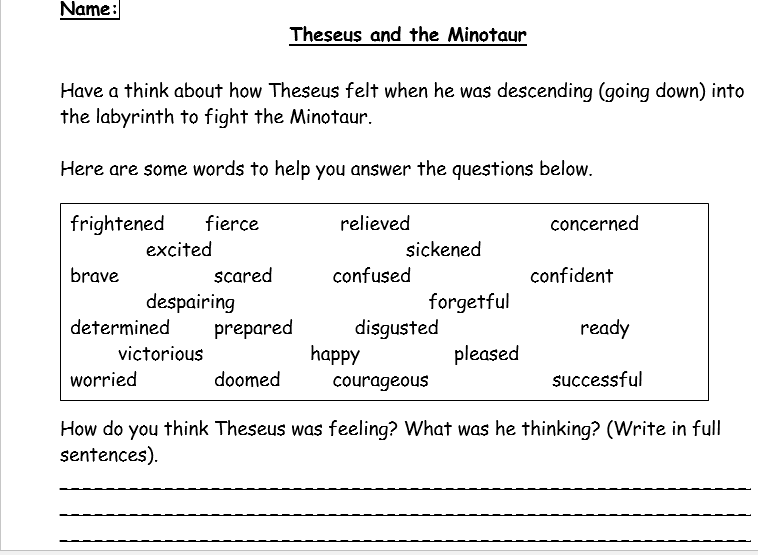 Name:
Theseus and the Minotaur
Have a think about how Theseus felt when he was descending (going down) into
the labyrinth to fight the Minotaur.
Here are some words to help you answer the questions below.
frightened fierce relieved concerned
excited sickened
brave scared confused confident
despairing forgetful
determined prepared disgusted ready
victorious happy pleased
worried doomed courageous successful
How do you think Theseus was feeling? What was he thinking? (Write in full
sentences).